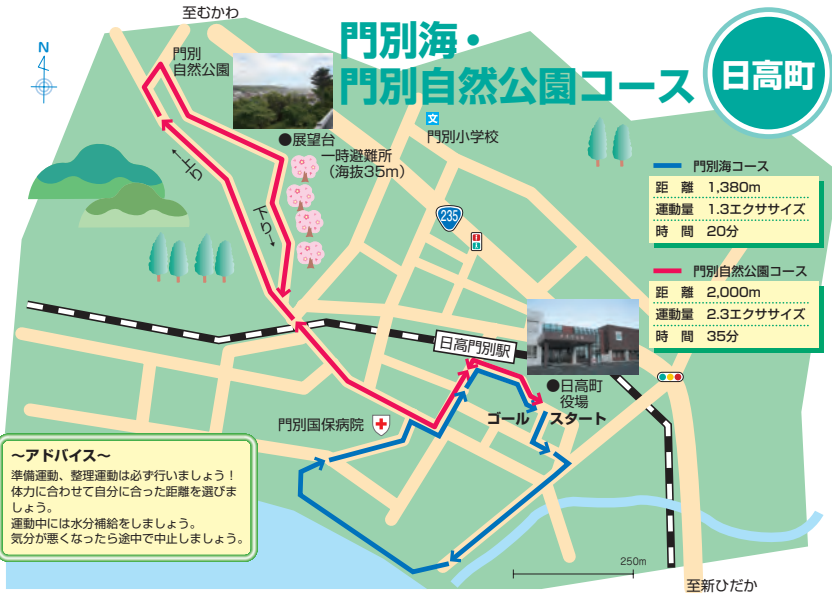 至むかわ
門別海・
門別自然公園コース
日高町
N
門別
自然公園
●展望台
一時避難所
(海抜35m)
文
門別小学校
←上り
下り→
235
門別海コース
距　離　1,380m
運動量　1.3エクササイズ
時　間　20分
門別自然公園コース
距　離　2,000m
運動量　2.3エクササイズ
時　間　35分
日高門別駅
●日高町
役場
ゴール　スタート
門別国保病院
～アドバイス～
準備運動、整理運動は必ず行いましょう！
体力に合わせて自分に合った距離を選びま
しょう。
運動中には水分補給をしましょう。
気分が悪くなったら途中で中止しましょう。
250m
至新ひだか